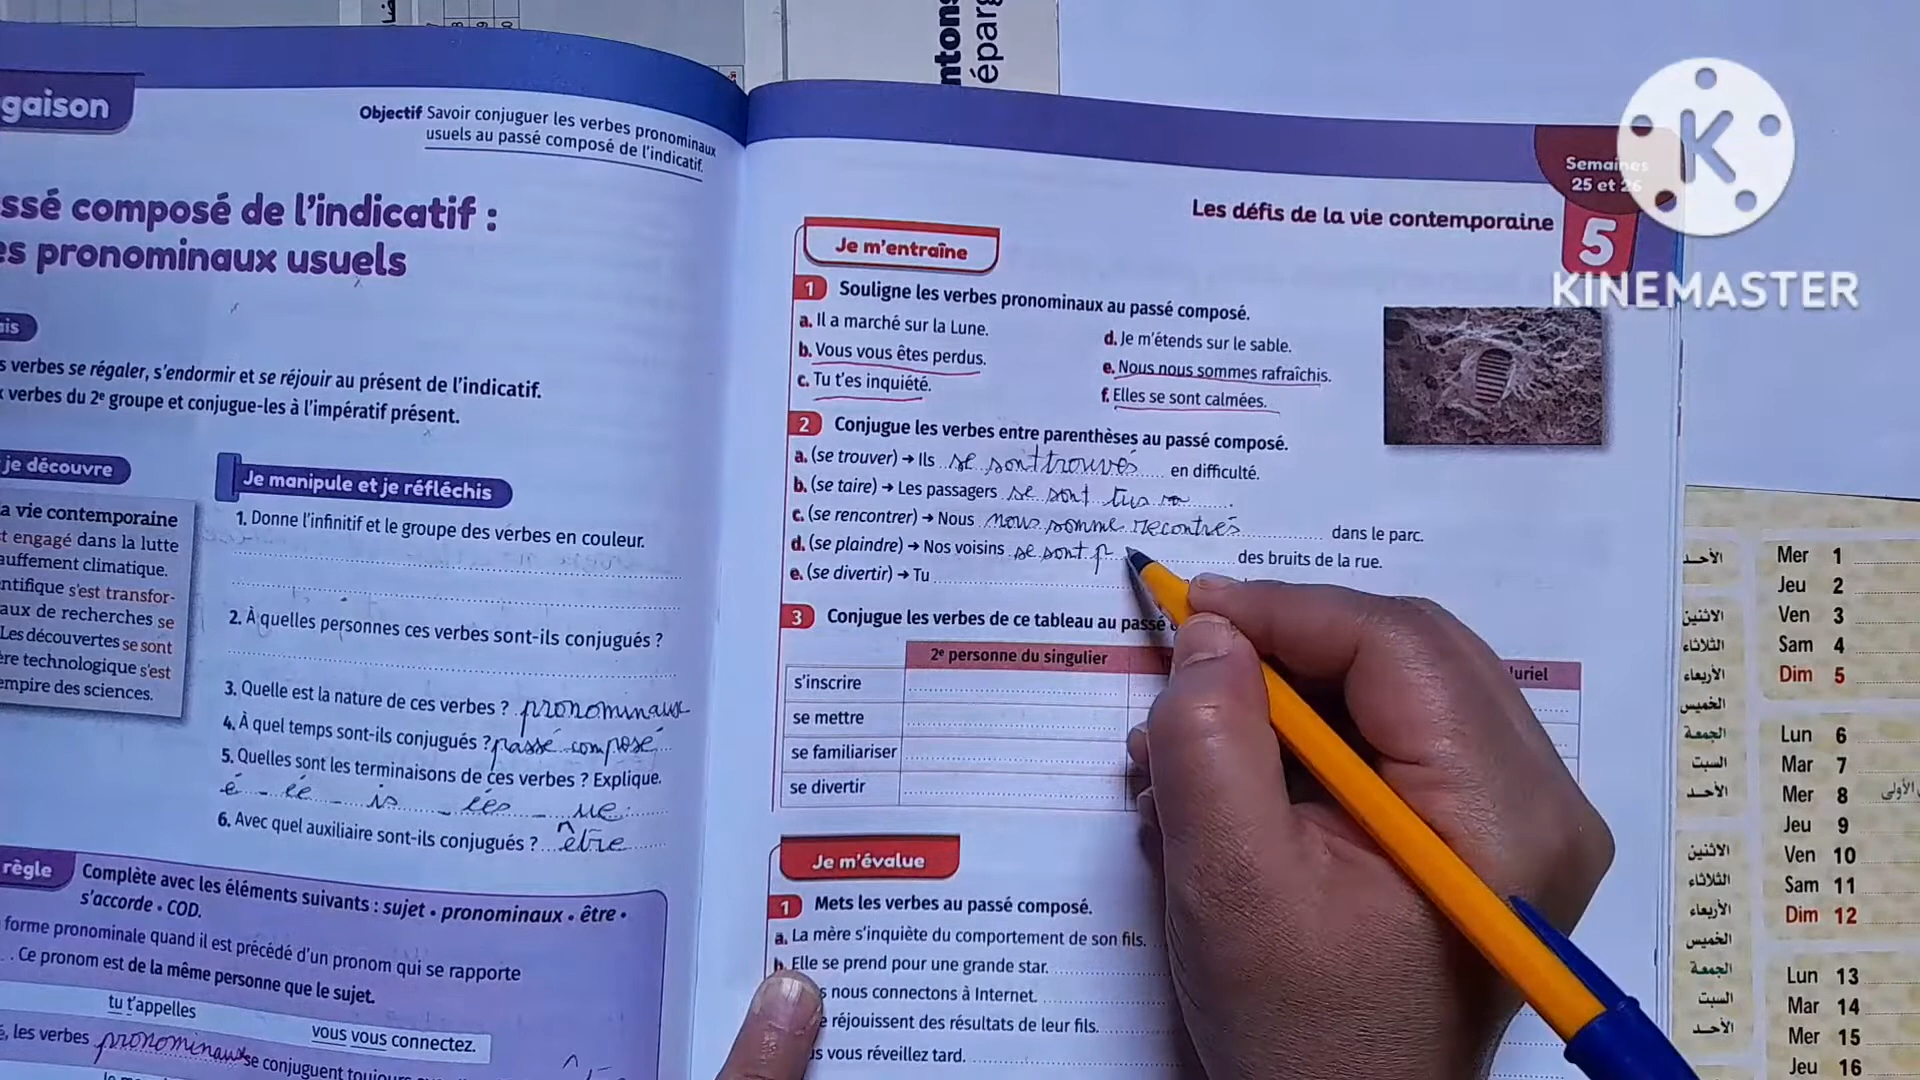 ntons
épar
gaison
Objectif Savoir conjuguer les verbes pronominaux
usuels au passé composé de l'indicatif.
ssé composé de l'indicatif :
es pronominaux usuels
is
s verbes se régaler, s'endormir et se réjouir au présent de l'indicatif.
verbes du 2e groupe et conjugue-les à l'impératif présent.
je découvre
a vie contemporaine
t engagé dans la lutte
auffement climatique.
entifique s'est transfor-
aux de recherches se
Les découvertes se sont
ère technologique s'est
empire des sciences.
Je manipule et je réfléchis
1. Donne l'infinitif et le groupe des verbes en couleur.
2. À quelles personnes ces verbes sont-ils conjugués ?
3. Quelle est la nature de ces verbes ? pronominaux
4. À quel temps sont-ils conjugués ? passé composé
5. Quelles sont les terminaisons de ces verbes ? Explique.
é - ée - is - ées - ue
6. Avec quel auxiliaire sont-ils conjugués ? être
règle
Complète avec les éléments suivants : sujet • pronominaux • être •
s'accorde • COD.
forme pronominale quand il est précédé d'un pronom qui se rapporte
. Ce pronom est de la même personne que le sujet.
tu t'appelles
vous vous connectez.
, les verbes pronominaux se conjuguent toujours
Semaines
25 et 26
Les défis de la vie contemporaine
5
Je m'entraîne
1 Souligne les verbes pronominaux au passé composé.
a. Il a marché sur la Lune.
b. Vous vous êtes perdus.
c. Tu t'es inquiété.
d. Je m'étends sur le sable.
e. Nous nous sommes rafraîchis.
f. Elles se sont calmées.
2 Conjugue les verbes entre parenthèses au passé composé.
a. (se trouver) → Ils se sont trouvés en difficulté.
b. (se taire) → Les passagers se sont tus
c. (se rencontrer) → Nous nous somme recontrés dans le parc.
d. (se plaindre) → Nos voisins se sont p des bruits de la rue.
e. (se divertir) → Tu
3 Conjugue les verbes de ce tableau au passé
2e personne du singulier
luriel
s'inscrire
se mettre
se familiariser
se divertir
Je m'évalue
1 Mets les verbes au passé composé.
a. La mère s'inquiète du comportement de son fils.
b. Elle se prend pour une grande star.
s nous connectons à Internet.
e réjouissent des résultats de leur fils.
s vous réveillez tard.
K
KINEMASTER
الأحد
الاثنين
الثلاثاء
الأربعاء
الخميس
الجمعة
السبت
الأحد
الاثنين
الثلاثاء
الأربعاء
الخميس
الجمعة
السبت
الأحد
Mer 1
Jeu 2
Ven 3
Sam 4
Dim 5
Lun 6
Mar 7
Mer 8
Jeu 9
Ven 10
Sam 11
Dim 12
Lun 13
Mar 14
Mer 15
Jeu 16